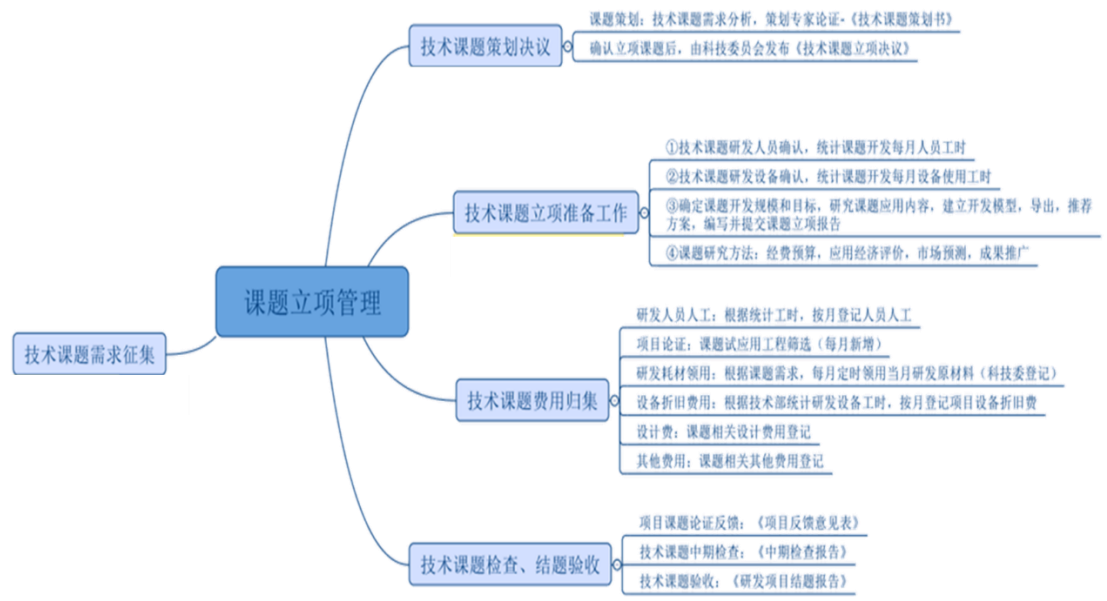 课题策划：技术课题需求分析，策划专家论证-《技术课题策划书》
技术课题策划决议
确认立项课题后，由科技委员会发布《技术课题立项决议》
①技术课题研发人员确认，统计课题开发每月人员工时
②技术课题研发设备确认，统计课题开发每月设备使用工时
技术课题立项准备工作
③确定课题开发规模和目标，研究课题应用内容，建立开发模型，导出，推荐
方案，编写并提交课题立项报告
④课题研究方法：经费预算，应用经济评价，市场预测，成果推广
课题立项管理
技术课题需求征集
研发人员人工：根据统计工时，按月登记人员人工
项目论证：课题试应用工程筛选（每月新增）
研发耗材领用：根据课题需求，每月定时领用当月研发原材料（科技委登记）
技术课题费用归集
设备折旧费用：根据技术部统计研发设备工时，按月登记项目设备折旧费
设计费：课题相关设计费用登记
其他费用：课题相关其他费用登记
项目课题论证反馈：《项目反馈意见表》
技术课题检查、结题验收
技术课题中期检查：《中期检查报告》
技术课题验收：《研发项目结题报告》